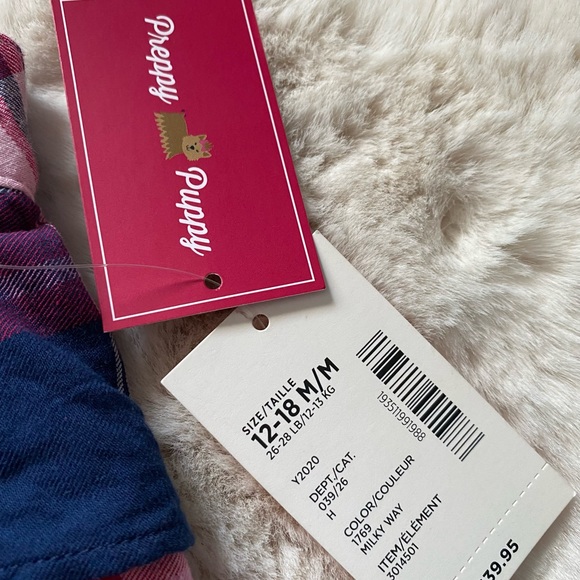 Preppy Puppy
SIZE/TAILLE
12-18 M/M
26-28 LB/12-13 KG
193511991988
Y2020
DEPT./CAT.
039/26
H
COLOR/COULEUR
1769
MILKY WAY
ITEM/ÉLÉMENT
3014501
39.95